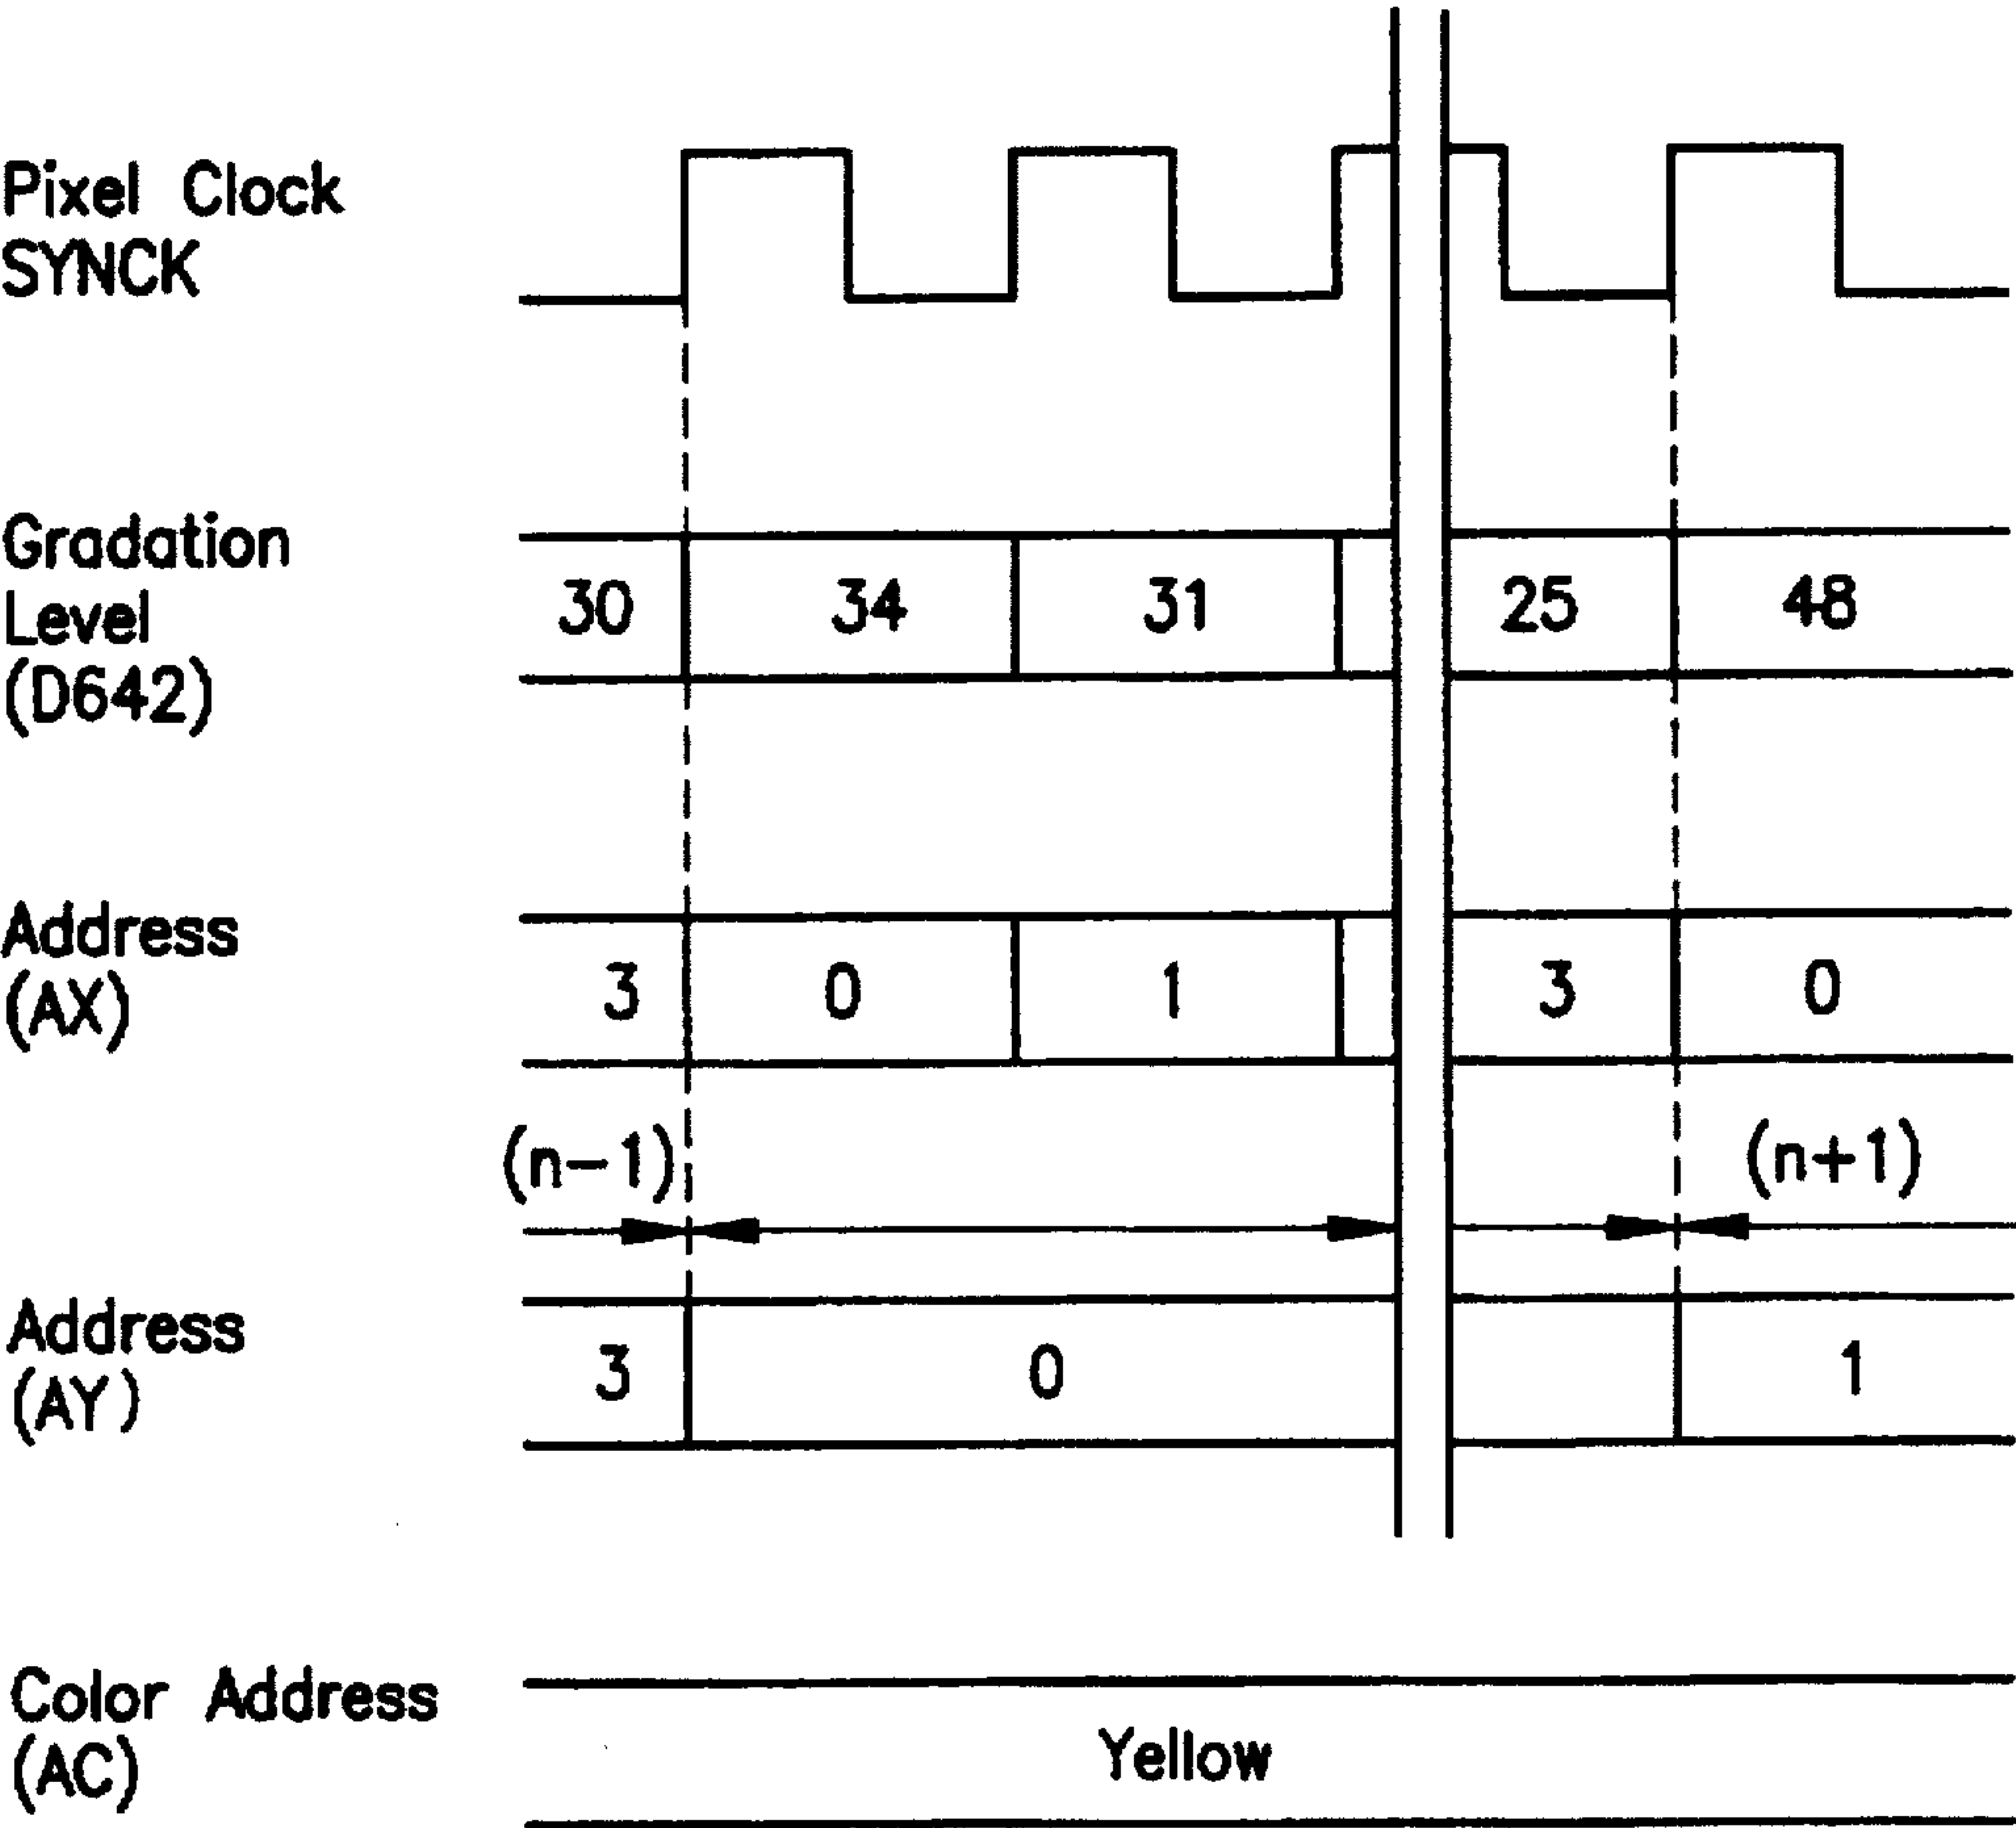 Pixel Clock
SYNCK
Gradation
Level
(D642)
30 34 31 25 48
Address
(AX)
3 0 1 3 0
(n-1) (n+1)
Address
(AY)
3 0 1
Color Address
(AC)
Yellow